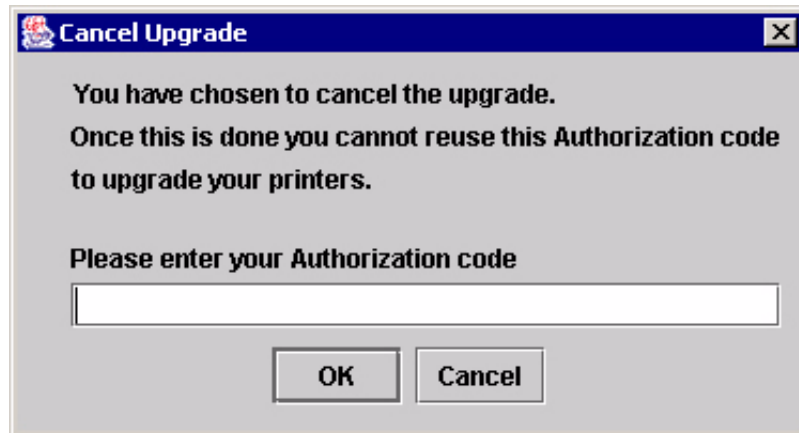 Cancel Upgrade
You have chosen to cancel the upgrade.
Once this is done you cannot reuse this Authorization code
to upgrade your printers.
Please enter your Authorization code
OK Cancel